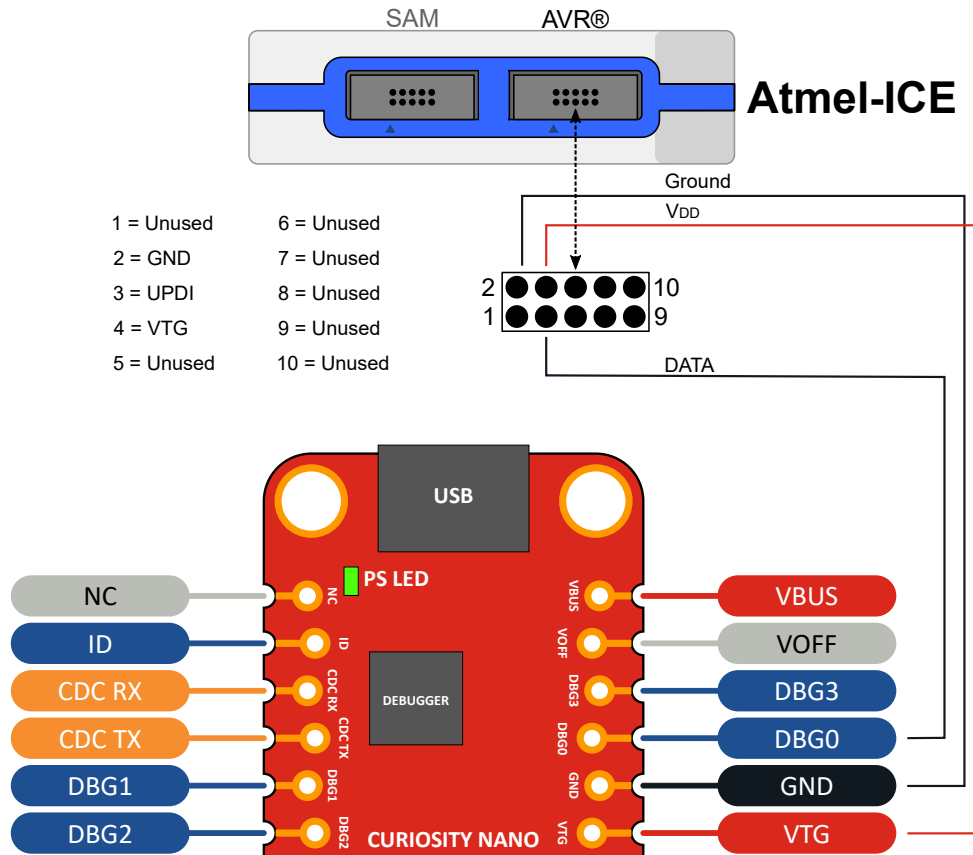 SAM
AVR®
Atmel-ICE
Ground
VDD
1 = Unused
6 = Unused
2 = GND
7 = Unused
3 = UPDI
8 = Unused
4 = VTG
9 = Unused
5 = Unused
10 = Unused
2
10
1
9
DATA
USB
PS LED
NC
NC
VBUS
VBUS
ID
ID
VOFF
VOFF
CDC RX
CDC RX
DEBUGGER
DBG3
DBG3
CDC TX
CDC TX
DBG0
DBG0
DBG1
DBG1
GND
GND
DBG2
DBG2
CURIOSITY NANO
VTG
VTG